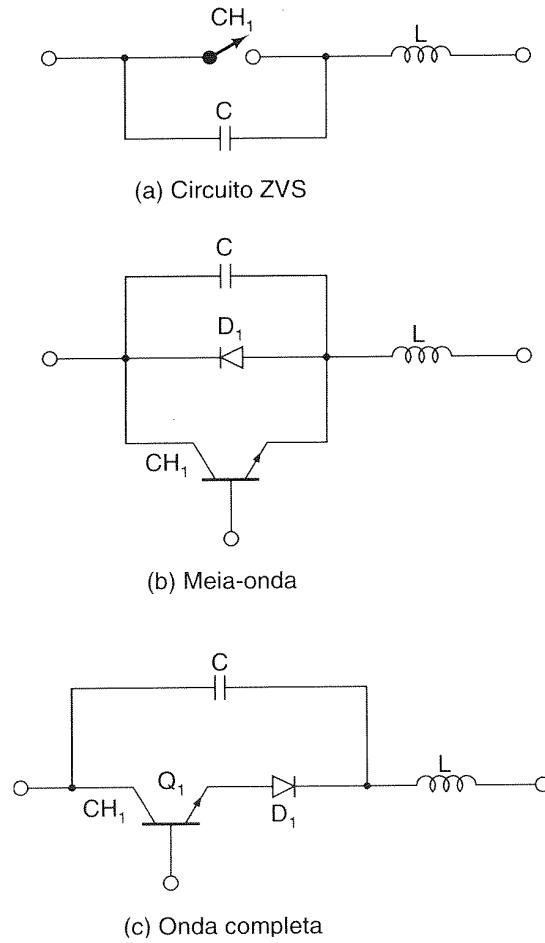 CH₁
L
C
(a) Circuito ZVS
C
D₁
L
CH₁
(b) Meia-onda
C
Q₁
L
CH₁
D₁
(c) Onda completa